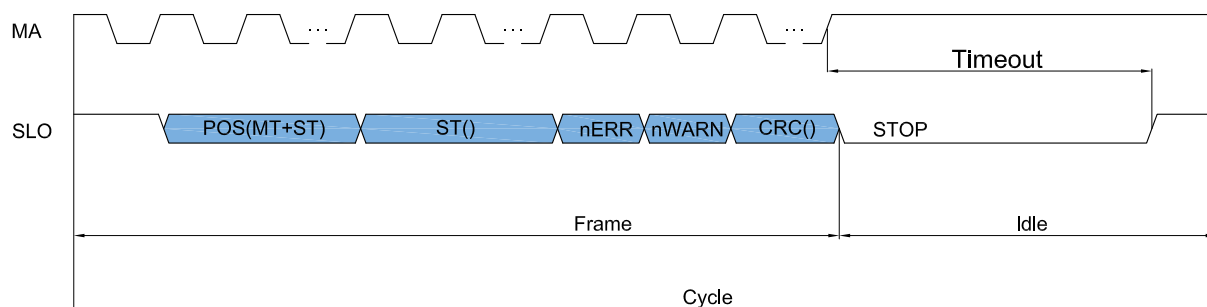 MA
... ... ...
Timeout
SLO POS(MT+ST) ST() nERR nWARN CRC() STOP
Frame Idle
Cycle